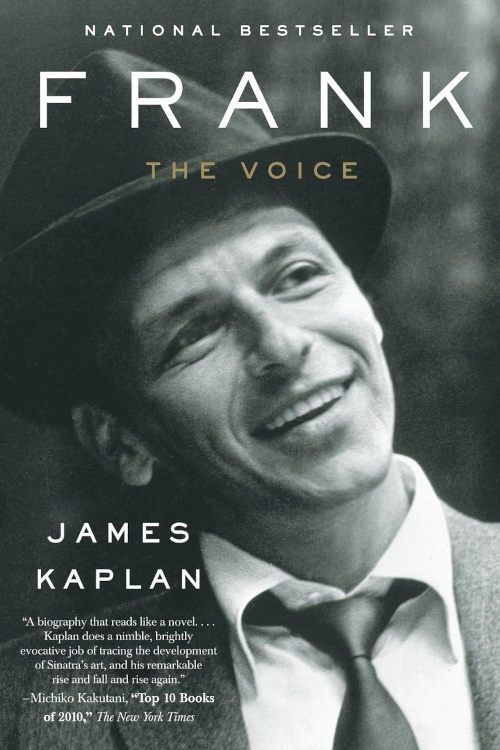 NATIONAL BESTSELLER
FRANK
THE VOICE
JAMES
KAPLAN
“A biography that reads like a novel. . . .
Kaplan does a nimble, brightly
evocative job of tracing the development
of Sinatra’s art, and his remarkable
rise and fall and rise again.”
–Michiko Kakutani, “Top 10 Books
of 2010,” The New York Times